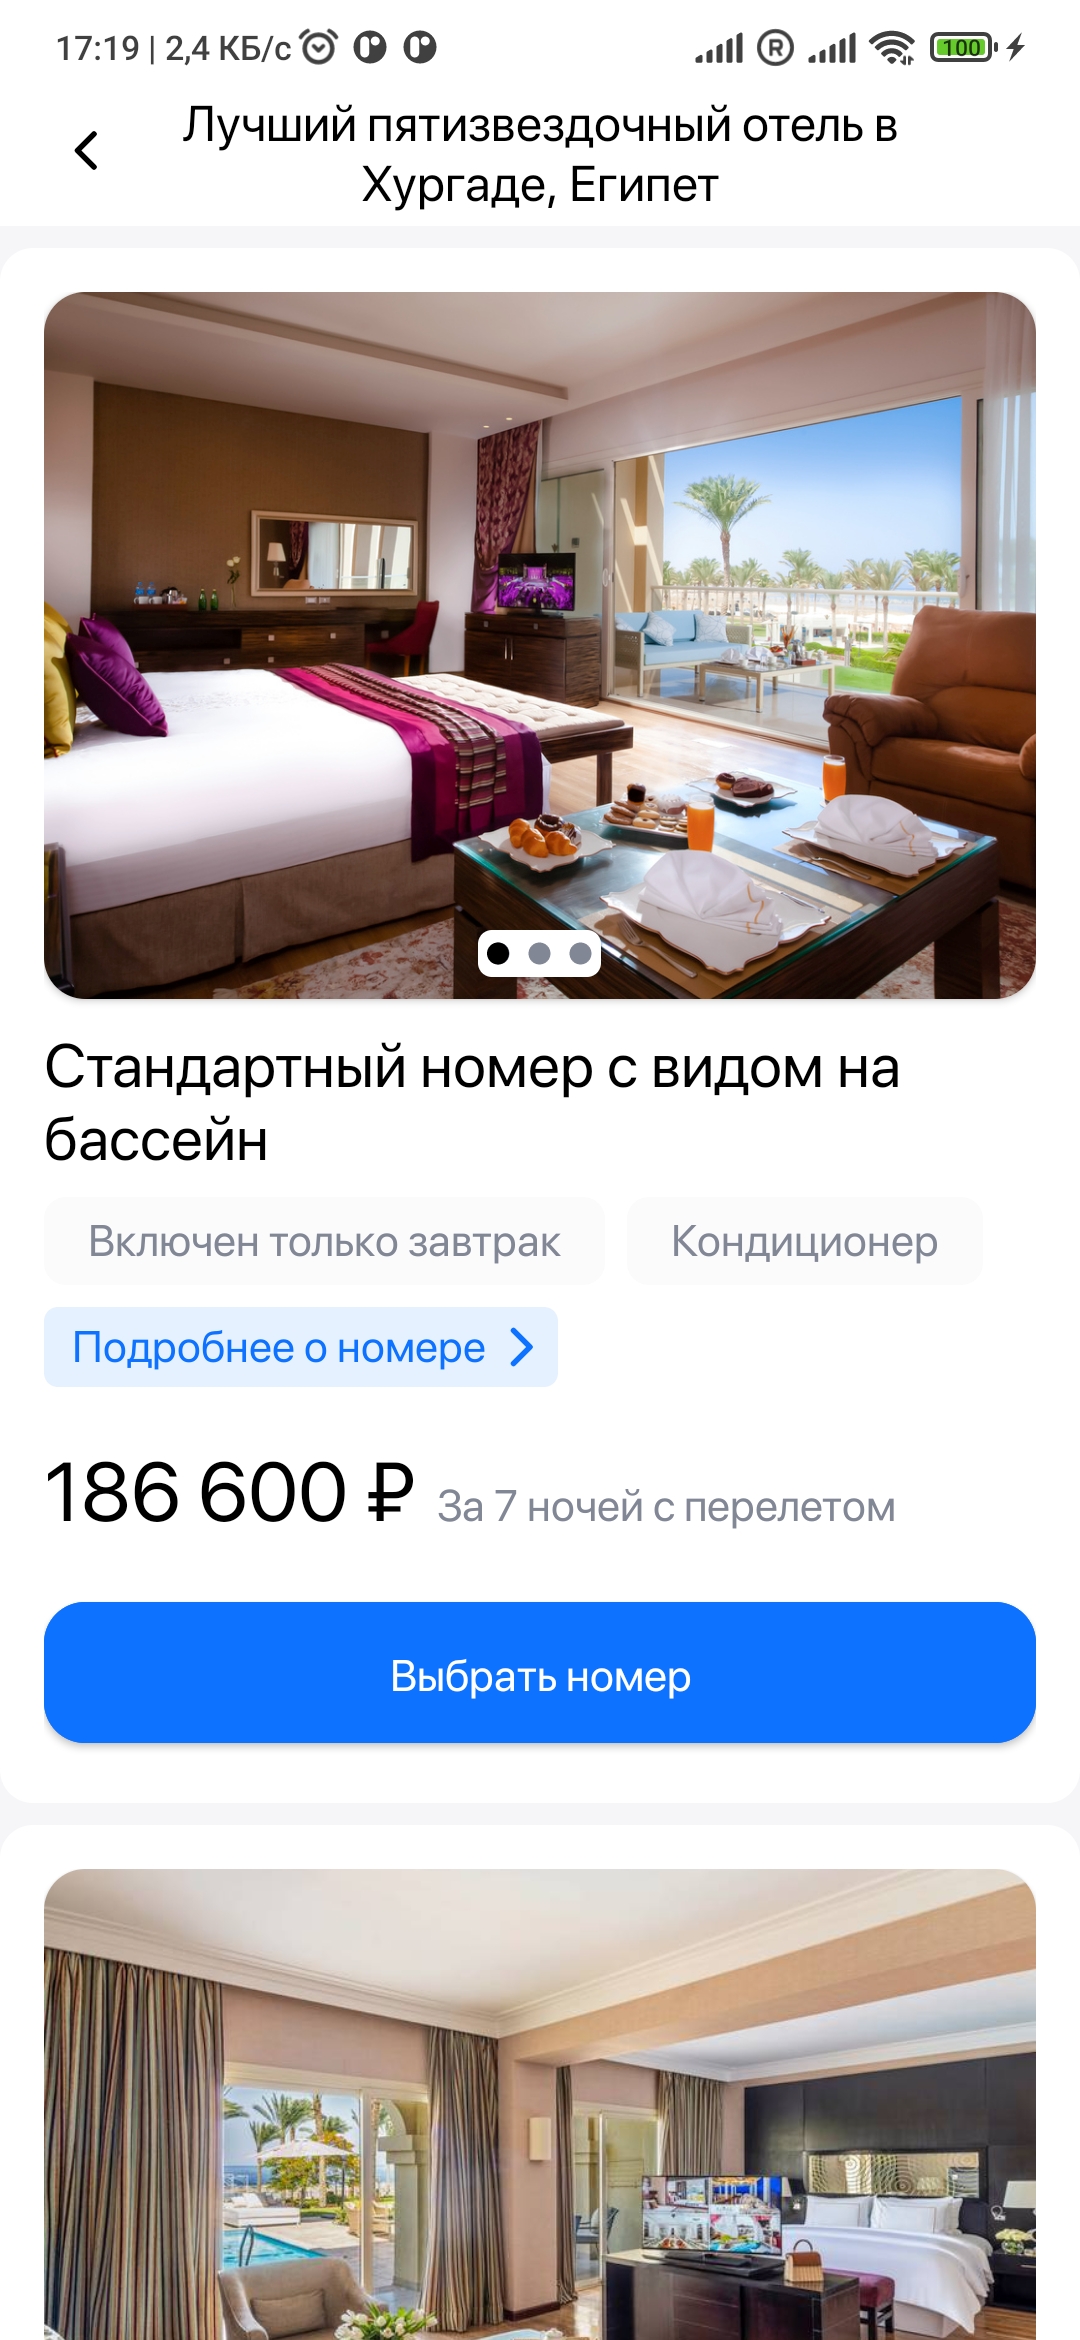 17:19 | 2,4 КБ/с
R
100
Лучший пятизвездочный отель в
Хургаде, Египет
Стандартный номер с видом на
бассейн
Включен только завтрак
Кондиционер
Подробнее о номере
186 600 ₽ За 7 ночей с перелетом
Выбрать номер